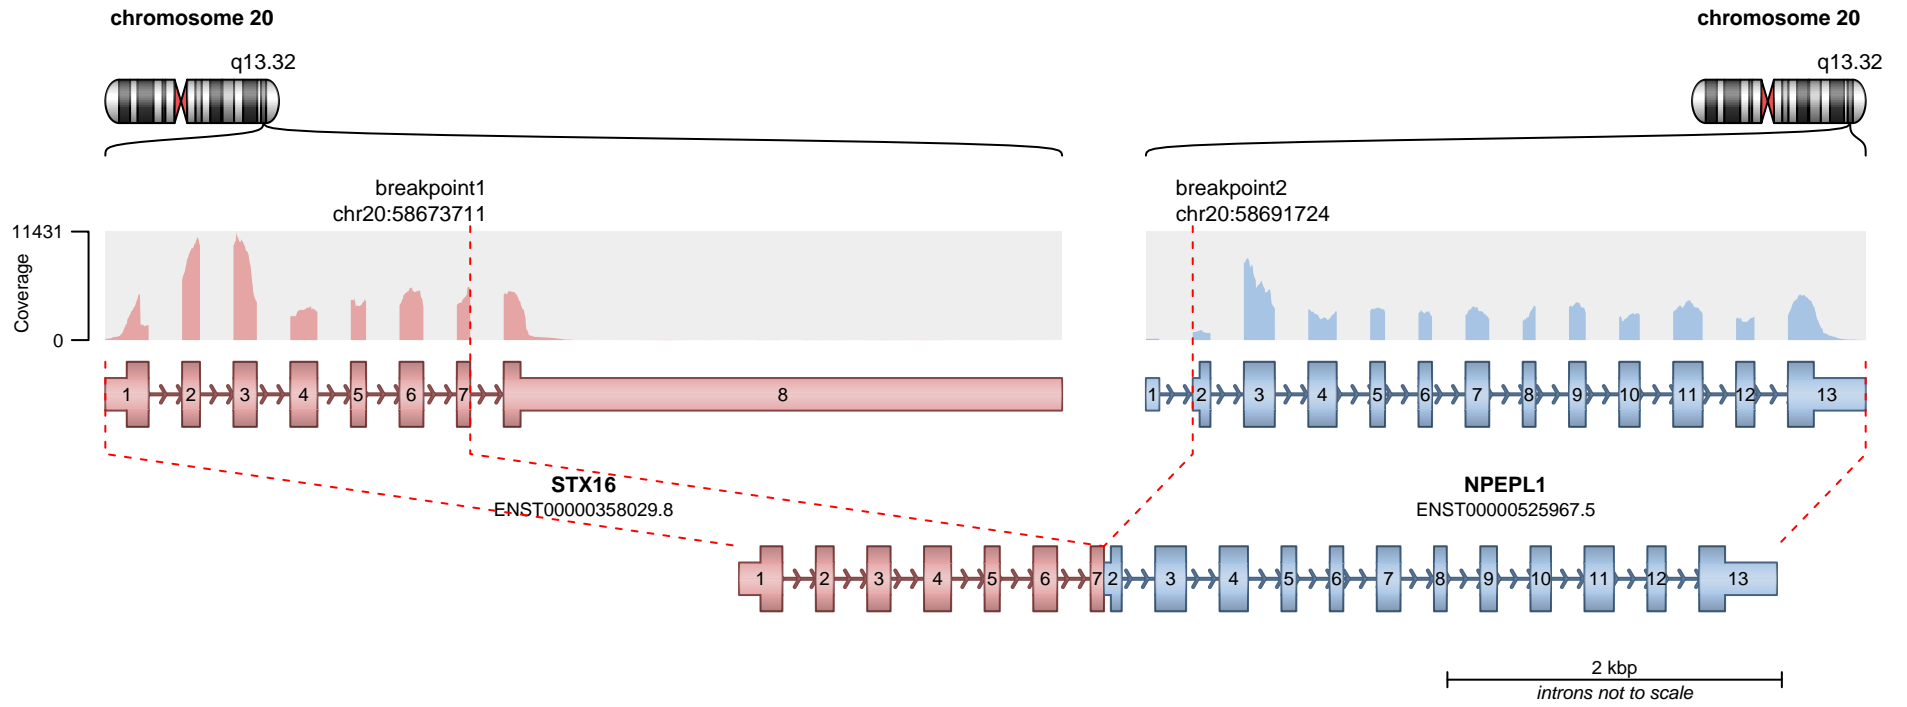 chromosome 20
chromosome 20
q13.32
q13.32
breakpoint1
chr20:58673711
breakpoint2
chr20:58691724
11431
Coverage
0
1 2 3 4 5 6 7 8
1 2 3 4 5 6 7 8 9 10 11 12 13
STX16
ENST00000358029.8
NPEPL1
ENST00000525967.5
1 2 3 4 5 6 7 2 3 4 5 6 7 8 9 10 11 12 13
2 kbp
introns not to scale